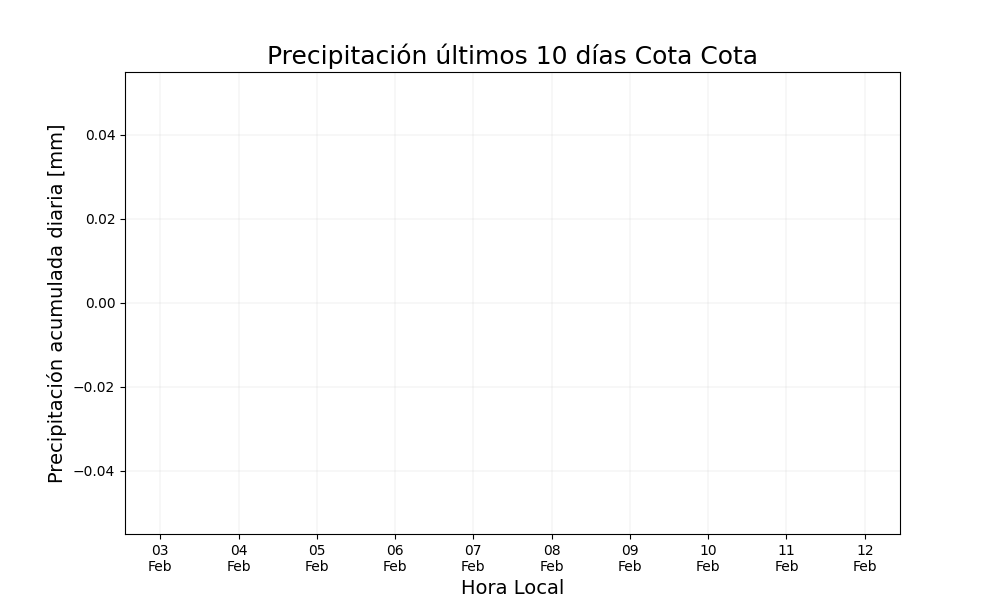 Precipitación últimos 10 días Cota Cota
Precipitación acumulada diaria [mm]
0.04
0.02
0.00
−0.02
−0.04
03 04 05 06 07 08 09 10 11 12
Feb Feb Feb Feb Feb Feb Feb Feb Feb Feb
Hora Local